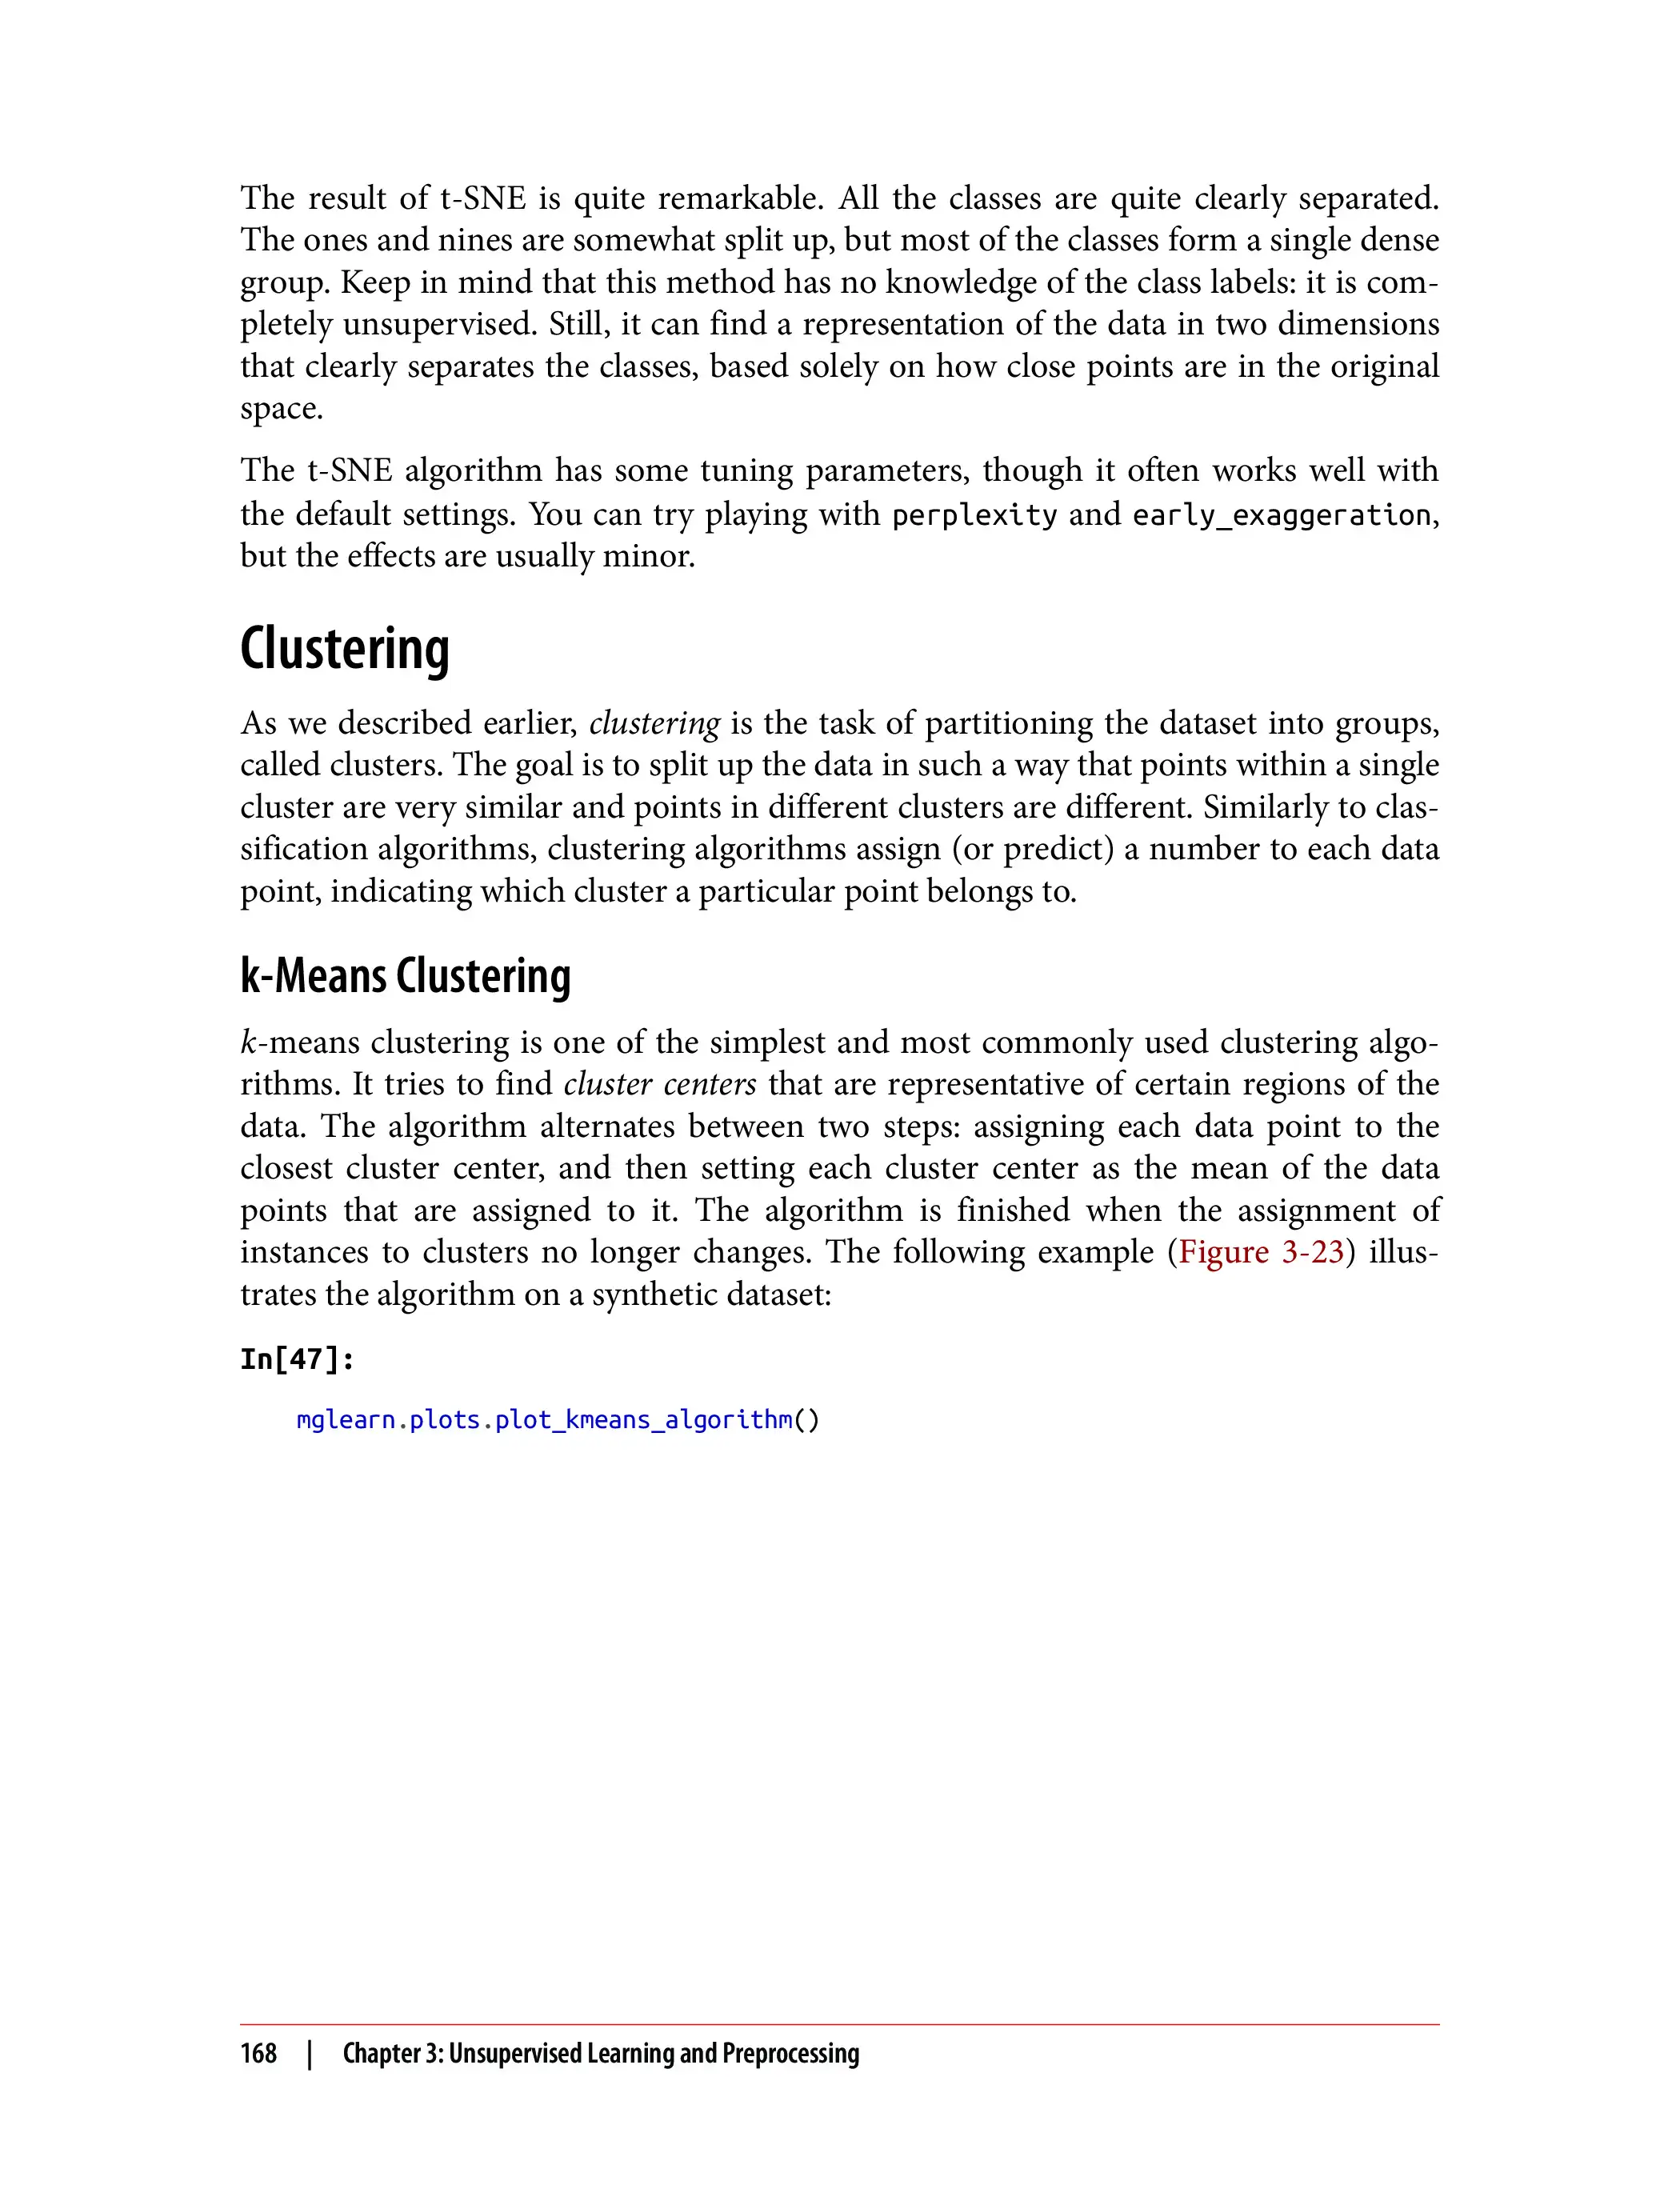 The result of t-SNE is quite remarkable. All the classes are quite clearly separated.
The ones and nines are somewhat split up, but most of the classes form a single dense
group. Keep in mind that this method has no knowledge of the class labels: it is com-
pletely unsupervised. Still, it can find a representation of the data in two dimensions
that clearly separates the classes, based solely on how close points are in the original
space.
The t-SNE algorithm has some tuning parameters, though it often works well with
the default settings. You can try playing with perplexity and early_exaggeration,
but the effects are usually minor.
Clustering
As we described earlier, clustering is the task of partitioning the dataset into groups,
called clusters. The goal is to split up the data in such a way that points within a single
cluster are very similar and points in different clusters are different. Similarly to clas-
sification algorithms, clustering algorithms assign (or predict) a number to each data
point, indicating which cluster a particular point belongs to.
k-Means Clustering
k-means clustering is one of the simplest and most commonly used clustering algo-
rithms. It tries to find cluster centers that are representative of certain regions of the
data. The algorithm alternates between two steps: assigning each data point to the
closest cluster center, and then setting each cluster center as the mean of the data
points that are assigned to it. The algorithm is finished when the assignment of
instances to clusters no longer changes. The following example (Figure 3-23) illus-
trates the algorithm on a synthetic dataset:
In[47]:
mglearn.plots.plot_kmeans_algorithm()
168 | Chapter 3: Unsupervised Learning and Preprocessing